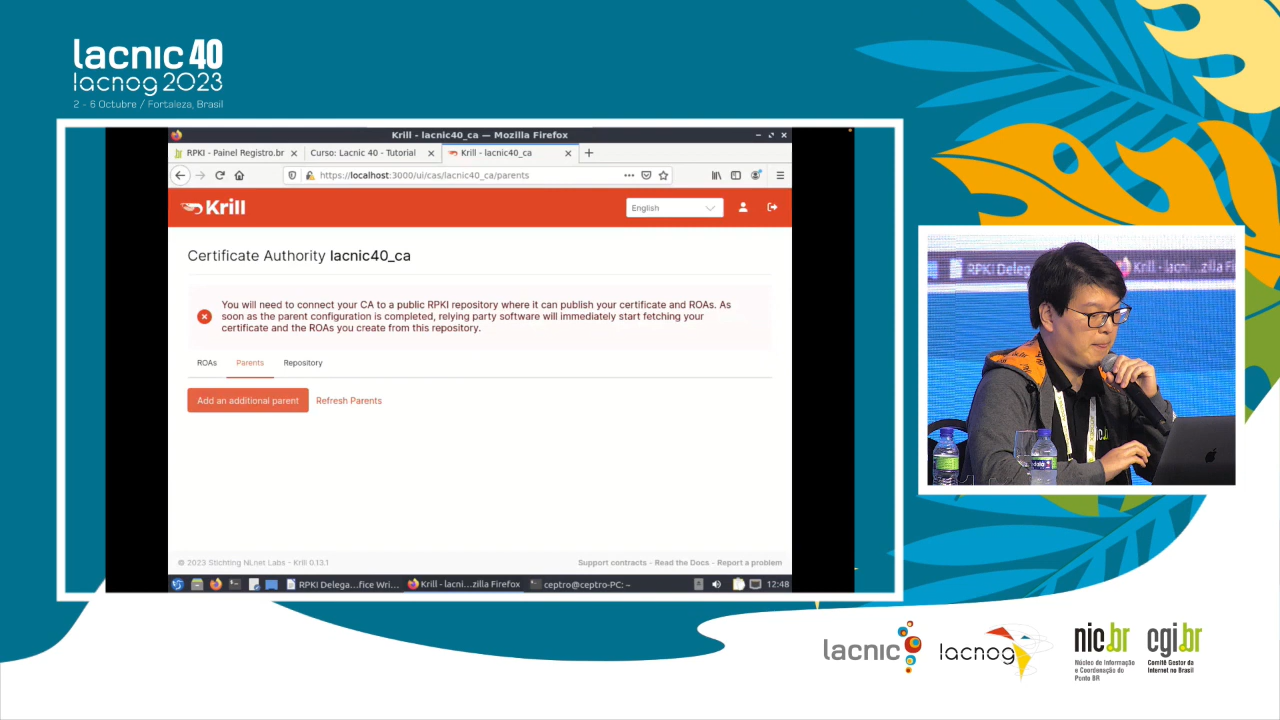 lacnic 40
lacnog 2023
2 - 6 Octubre / Fortaleza, Brasil
Krill - lacnic40_ca — Mozilla Firefox
RPKI - Painel Registro.br
Curso: Lacnic 40 - Tutorial
Krill - lacnic40_ca
https://localhost:3000/ui/cas/lacnic40_ca/parents
Krill
English
Certificate Authority lacnic40_ca
You will need to connect your CA to a public RPKI repository where it can publish your certificate and ROAs. As
soon as the parent configuration is completed, relying party software will immediately start fetching your
certificate and the ROAs you create from this repository.
ROAs
Parents
Repository
Add an additional parent
Refresh Parents
© 2023 Stichting NLnet Labs - Krill 0.13.1
Support contracts - Read the Docs - Report a problem
RPKI Delega...fice Wri...
Krill - lacni...zilla Firefox
ceptro@ceptro-PC: ~
12:48
RPKI Deleg
Krill - lacn...zilla Fi
lacnic
lacnog
nic.br
Núcleo de Informação
e Coordenação do
Ponto BR
cgi.br
Comitê Gestor da
Internet no Brasil